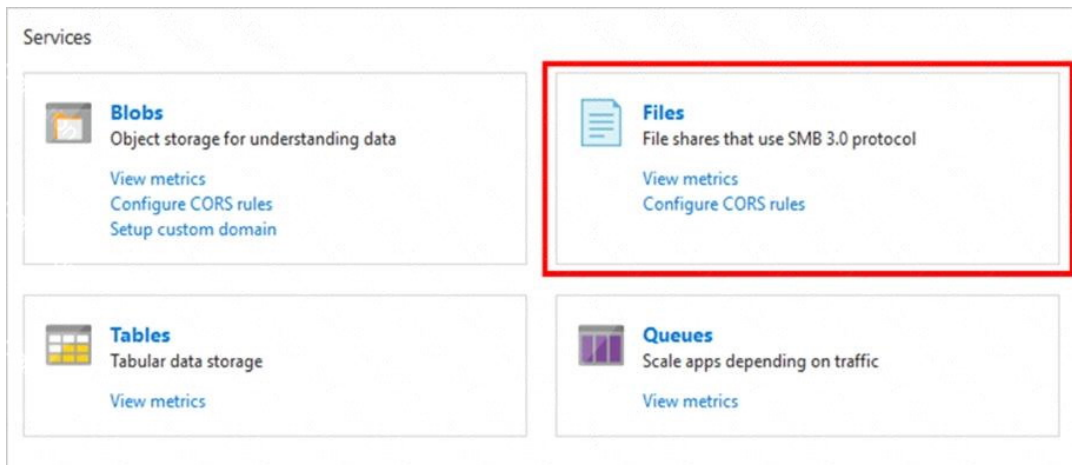 Services
Blobs
Object storage for understanding data
View metrics
Configure CORS rules
Setup custom domain
Files
File shares that use SMB 3.0 protocol
View metrics
Configure CORS rules
Tables
Tabular data storage
View metrics
Queues
Scale apps depending on traffic
View metrics